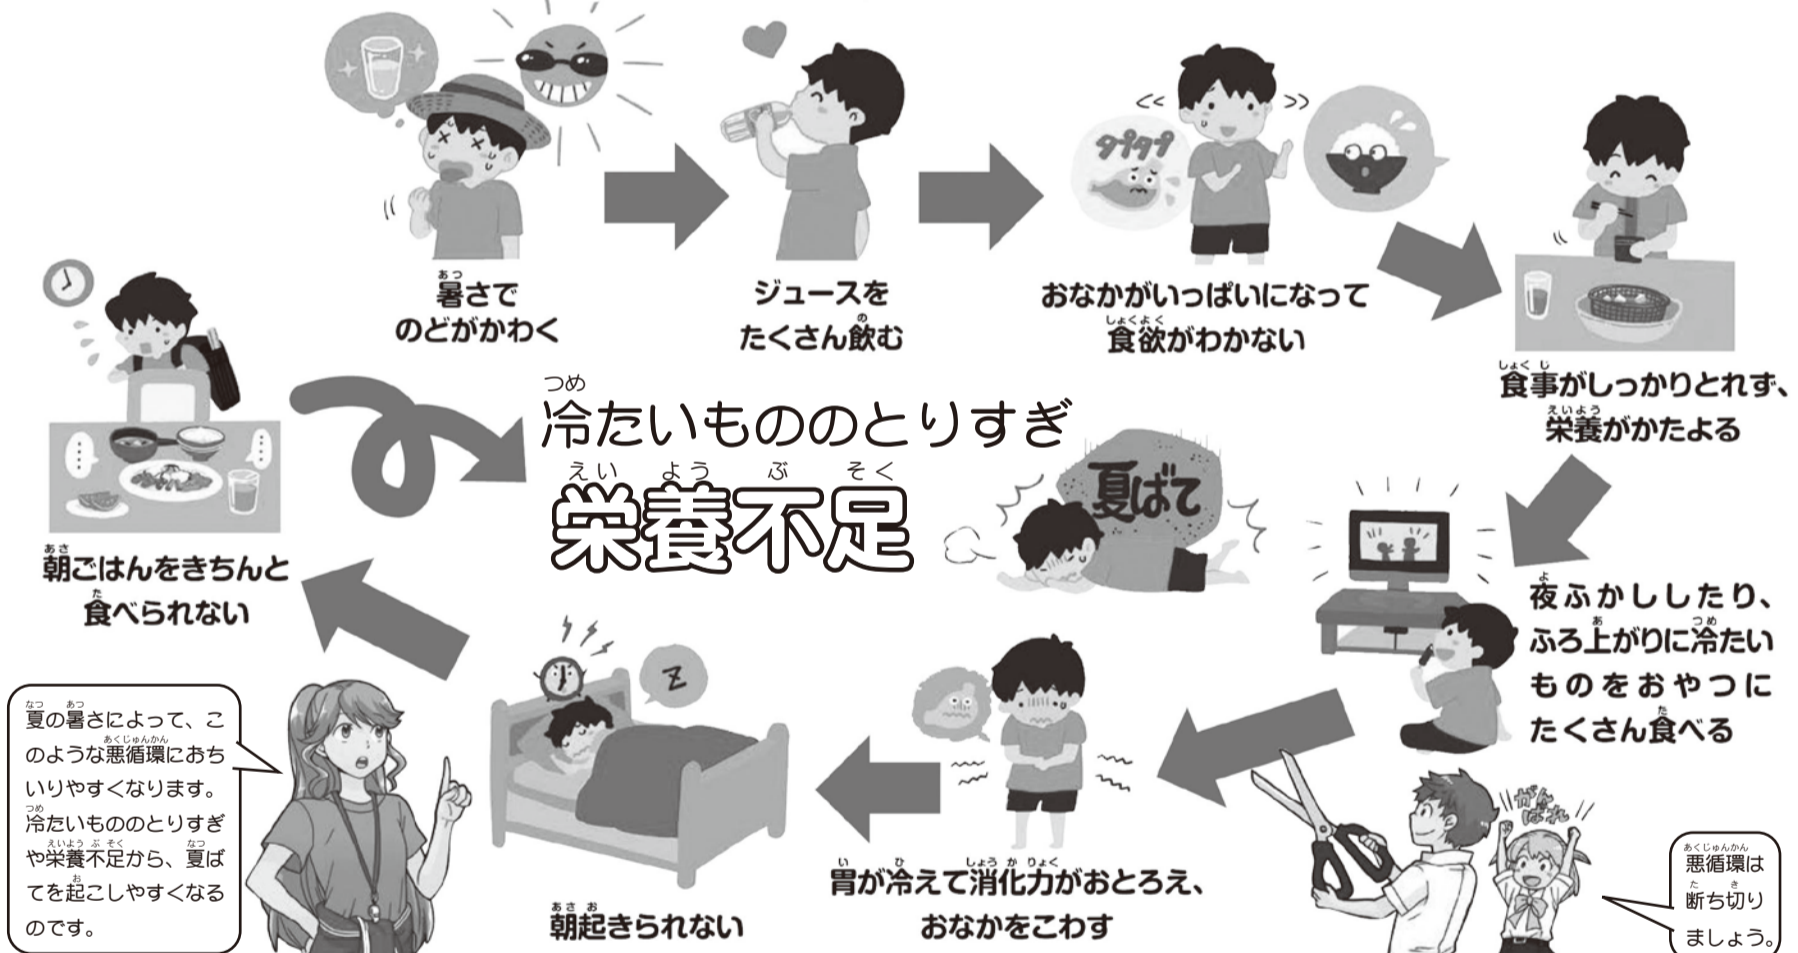 暑さで
のどがかわく
ジュースを
たくさん飲む
タプタプ
おなかがいっぱいになって
食欲がわかない
食事がしっかりとれず、
栄養がかたよる
夜ふかししたり、
ふろ上がりに冷たい
ものをおやつに
たくさん食べる
胃が冷えて消化力がおとろえ、
おなかをこわす
Z
朝起きられない
朝ごはんをきちんと
食べられない
冷たいもののとりすぎ
栄養不足
夏ばて
夏の暑さによって、こ
のような悪循環におち
いりやすくなります。
冷たいもののとりすぎ
や栄養不足から、夏ば
てを起こしやすくなる
のです。
がんばれ
悪循環は
断ち切り
ましょう。